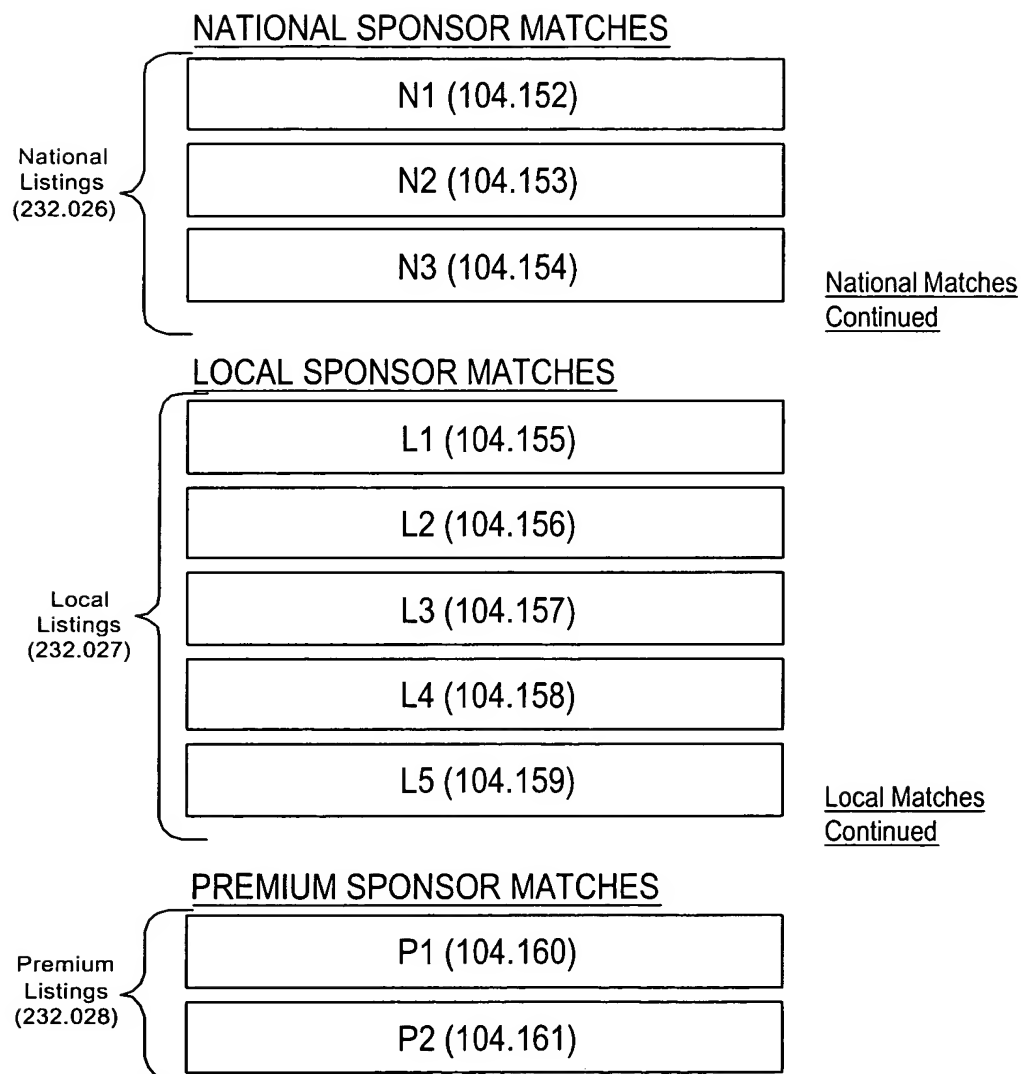 NATIONAL SPONSOR MATCHES
N1 (104.152)
National
Listings
(232.026)
N2 (104.153)
N3 (104.154)
National Matches
Continued
LOCAL SPONSOR MATCHES
L1 (104.155)
L2 (104.156)
Local
Listings
(232.027)
L3 (104.157)
L4 (104.158)
L5 (104.159)
Local Matches
Continued
PREMIUM SPONSOR MATCHES
P1 (104.160)
Premium
Listings
(232.028)
P2 (104.161)